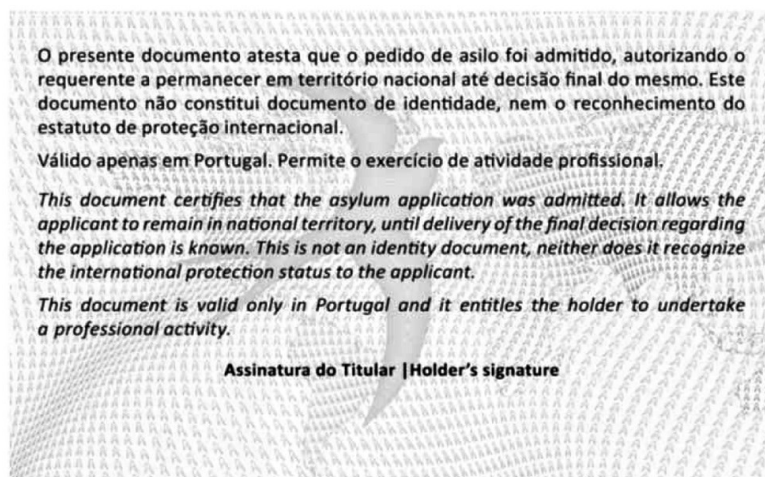 O presente documento atesta que o pedido de asilo foi admitido, autorizando o
requerente a permanecer em território nacional até decisão final do mesmo. Este
documento não constitui documento de identidade, nem o reconhecimento do
estatuto de proteção internacional.
Válido apenas em Portugal. Permite o exercício de atividade profissional.
This document certifies that the asylum application was admitted. It allows the
applicant to remain in national territory, until delivery of the final decision regarding
the application is known. This is not an identity document, neither does it recognize
the international protection status to the applicant.
This document is valid only in Portugal and it entitles the holder to undertake
a professional activity.
Assinatura do Titular |Holder's signature